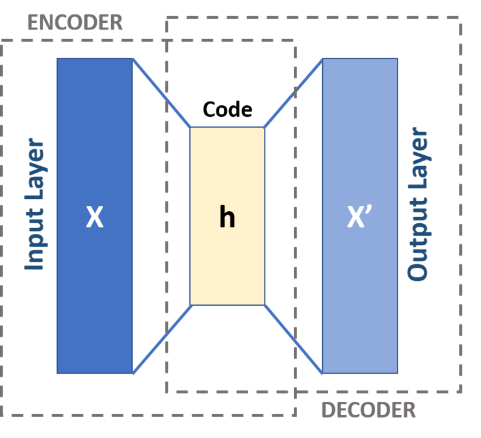 ENCODER
Code
Input Layer
X
h
X’
Output Layer
DECODER